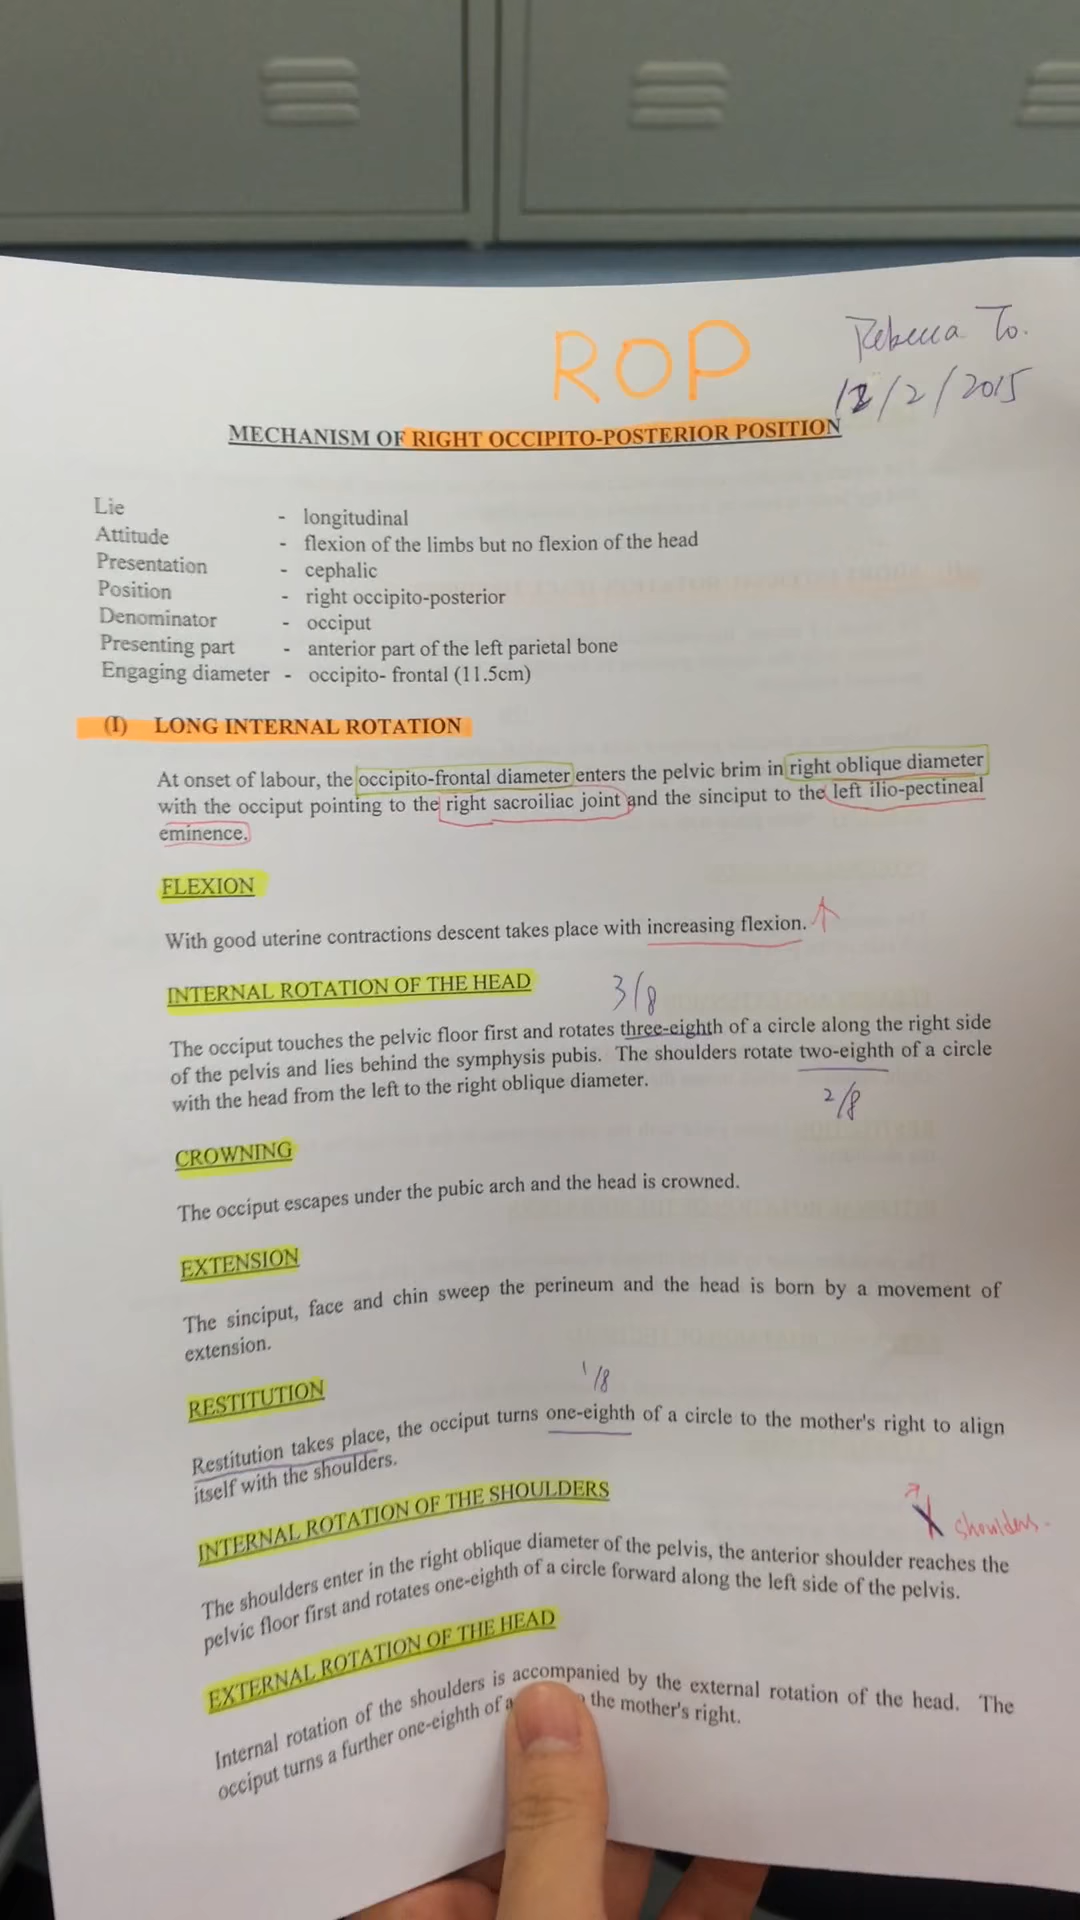 ROP
Rebecca To.
12/2/2015
MECHANISM OF RIGHT OCCIPITO-POSTERIOR POSITION
Lie - longitudinal
Attitude - flexion of the limbs but no flexion of the head
Presentation - cephalic
Position - right occipito-posterior
Denominator - occiput
Presenting part - anterior part of the left parietal bone
Engaging diameter - occipito- frontal (11.5cm)
(I) LONG INTERNAL ROTATION
At onset of labour, the occipito-frontal diameter enters the pelvic brim in right oblique diameter
with the occiput pointing to the right sacroiliac joint and the sinciput to the left ilio-pectineal
eminence.
FLEXION
With good uterine contractions descent takes place with increasing flexion. ↑
INTERNAL ROTATION OF THE HEAD
3/8
The occiput touches the pelvic floor first and rotates three-eighth of a circle along the right side
of the pelvis and lies behind the symphysis pubis. The shoulders rotate two-eighth of a circle
with the head from the left to the right oblique diameter.
2/8
CROWNING
The occiput escapes under the pubic arch and the head is crowned.
EXTENSION
The sinciput, face and chin sweep the perineum and the head is born by a movement of
extension.
1/8
RESTITUTION
Restitution takes place, the occiput turns one-eighth of a circle to the mother's right to align
itself with the shoulders.
INTERNAL ROTATION OF THE SHOULDERS
shoulders.
The shoulders enter in the right oblique diameter of the pelvis, the anterior shoulder reaches the
pelvic floor first and rotates one-eighth of a circle forward along the left side of the pelvis.
EXTERNAL ROTATION OF THE HEAD
Internal rotation of the shoulders is accompanied by the external rotation of the head. The
occiput turns a further one-eighth of a the mother's right.